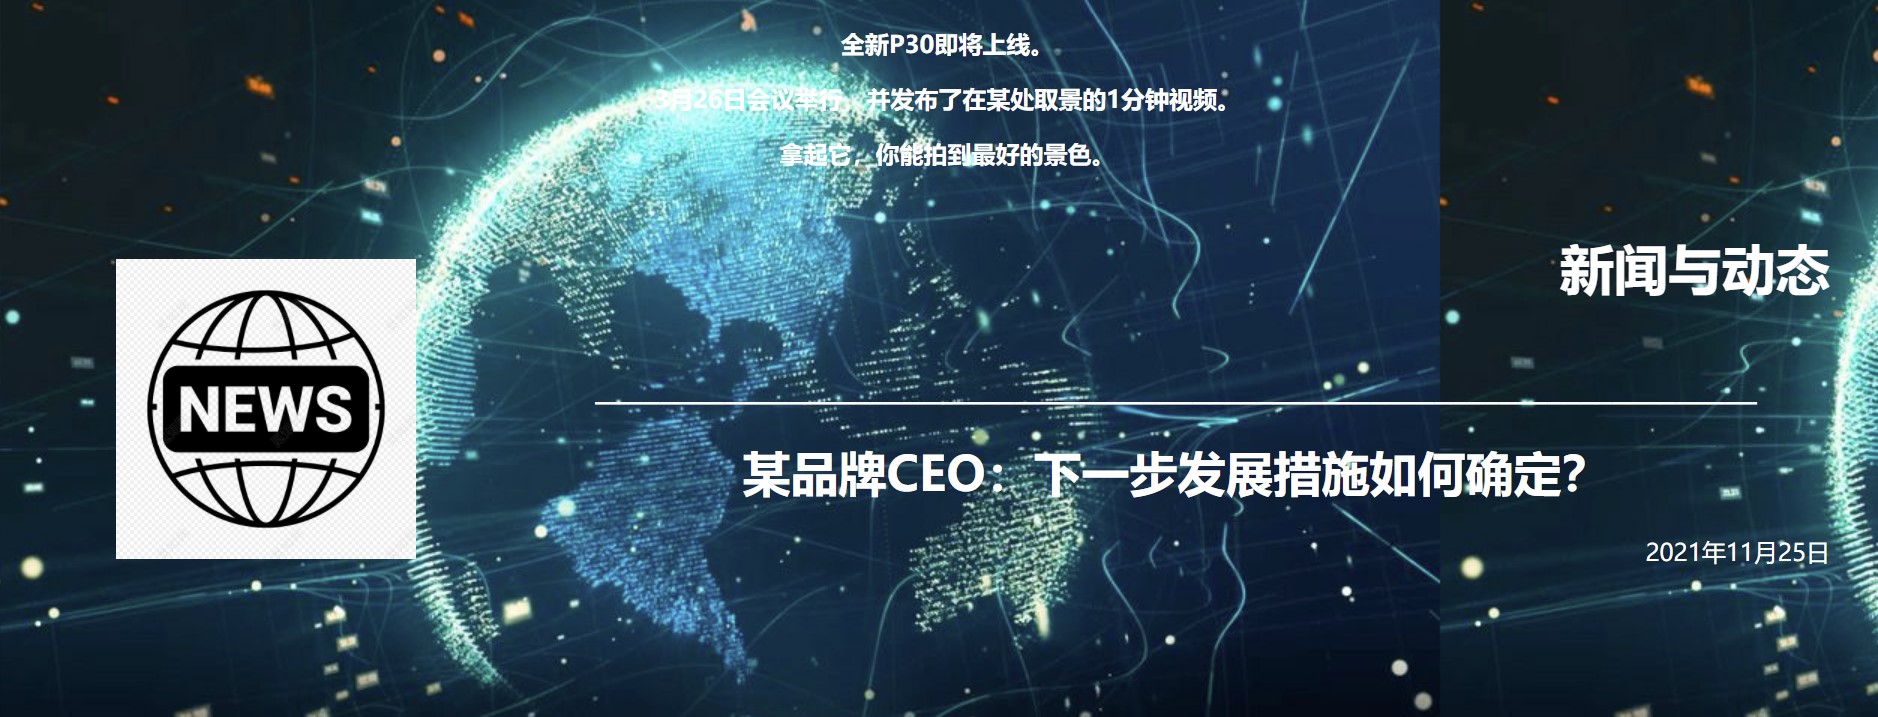 全新P30即将上线。
3月26日会议举行，并发布了在某处取景的1分钟视频。
拿起它，你能拍到最好的景色。
新闻与动态
NEWS
某品牌CEO：下一步发展措施如何确定？
2021年11月25日